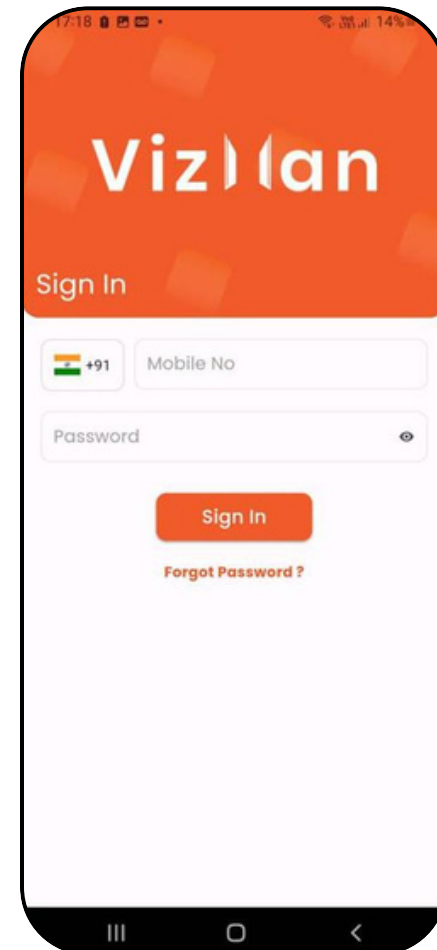 17:18 14%
VizMan
Sign In
+91 Mobile No
Password
Sign In
Forgot Password ?